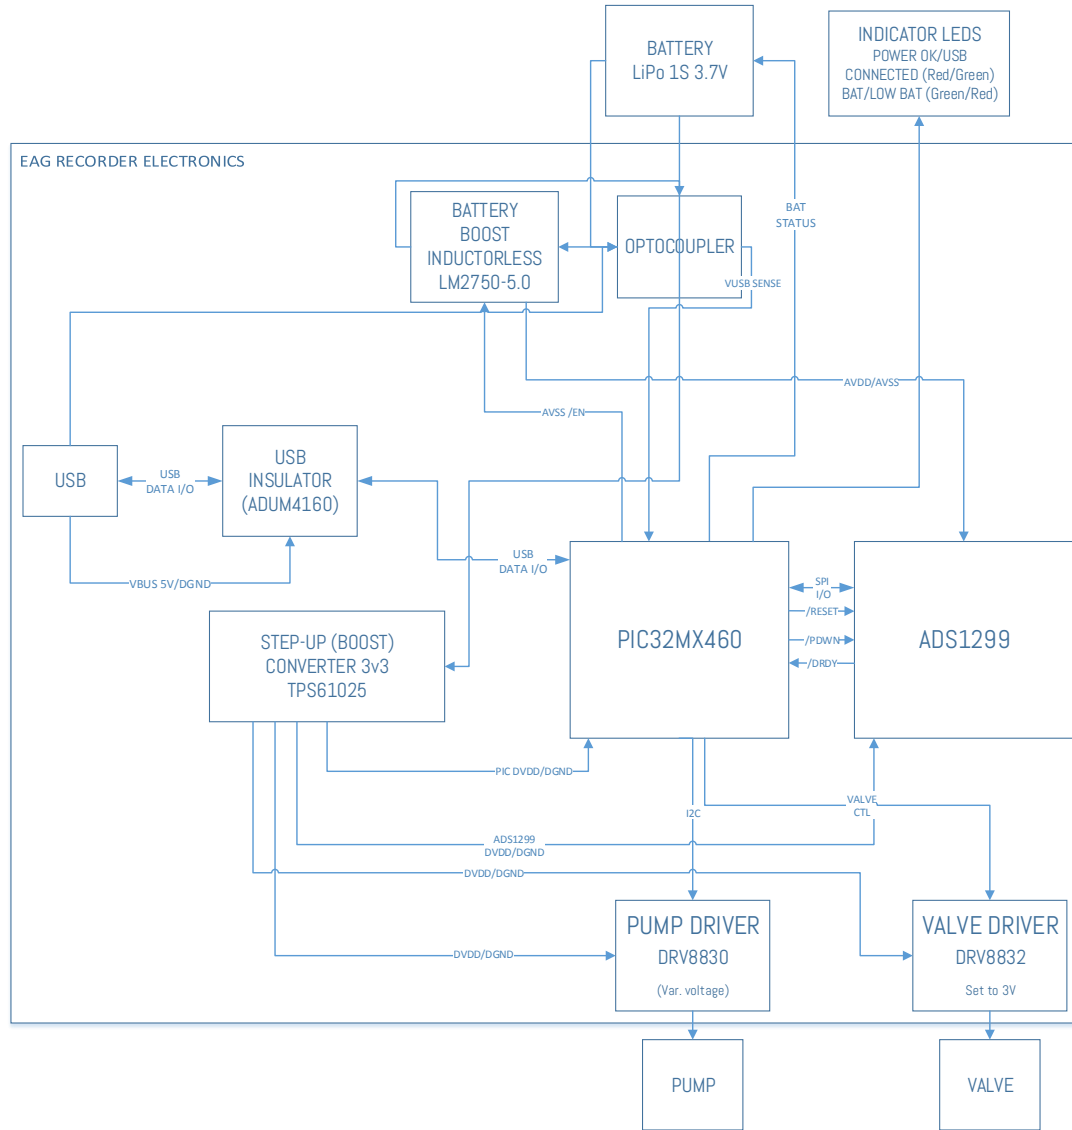 BATTERY
LiPo 1S 3.7V
INDICATOR LEDS
POWER OK/USB
CONNECTED (Red/Green)
BAT/LOW BAT (Green/Red)
EAG RECORDER ELECTRONICS
BATTERY
BOOST
INDUCTORLESS
LM2750-5.0
OPTOCOUPLER
BAT
STATUS
VUSB SENSE
AVDD/AVSS
AVSS /EN
USB
USB
DATA I/O
USB
INSULATOR
(ADUM4160)
USB
DATA I/O
VBUS 5V/DGND
STEP-UP (BOOST)
CONVERTER 3v3
TPS61025
PIC32MX460
SPI
I/O
/RESET
/PDWN
/DRDY
ADS1299
PIC DVDD/DGND
I2C
VALVE
CTL
ADS1299
DVDD/DGND
DVDD/DGND
DVDD/DGND
PUMP DRIVER
DRV8830
(Var. voltage)
VALVE DRIVER
DRV8832
Set to 3V
PUMP
VALVE